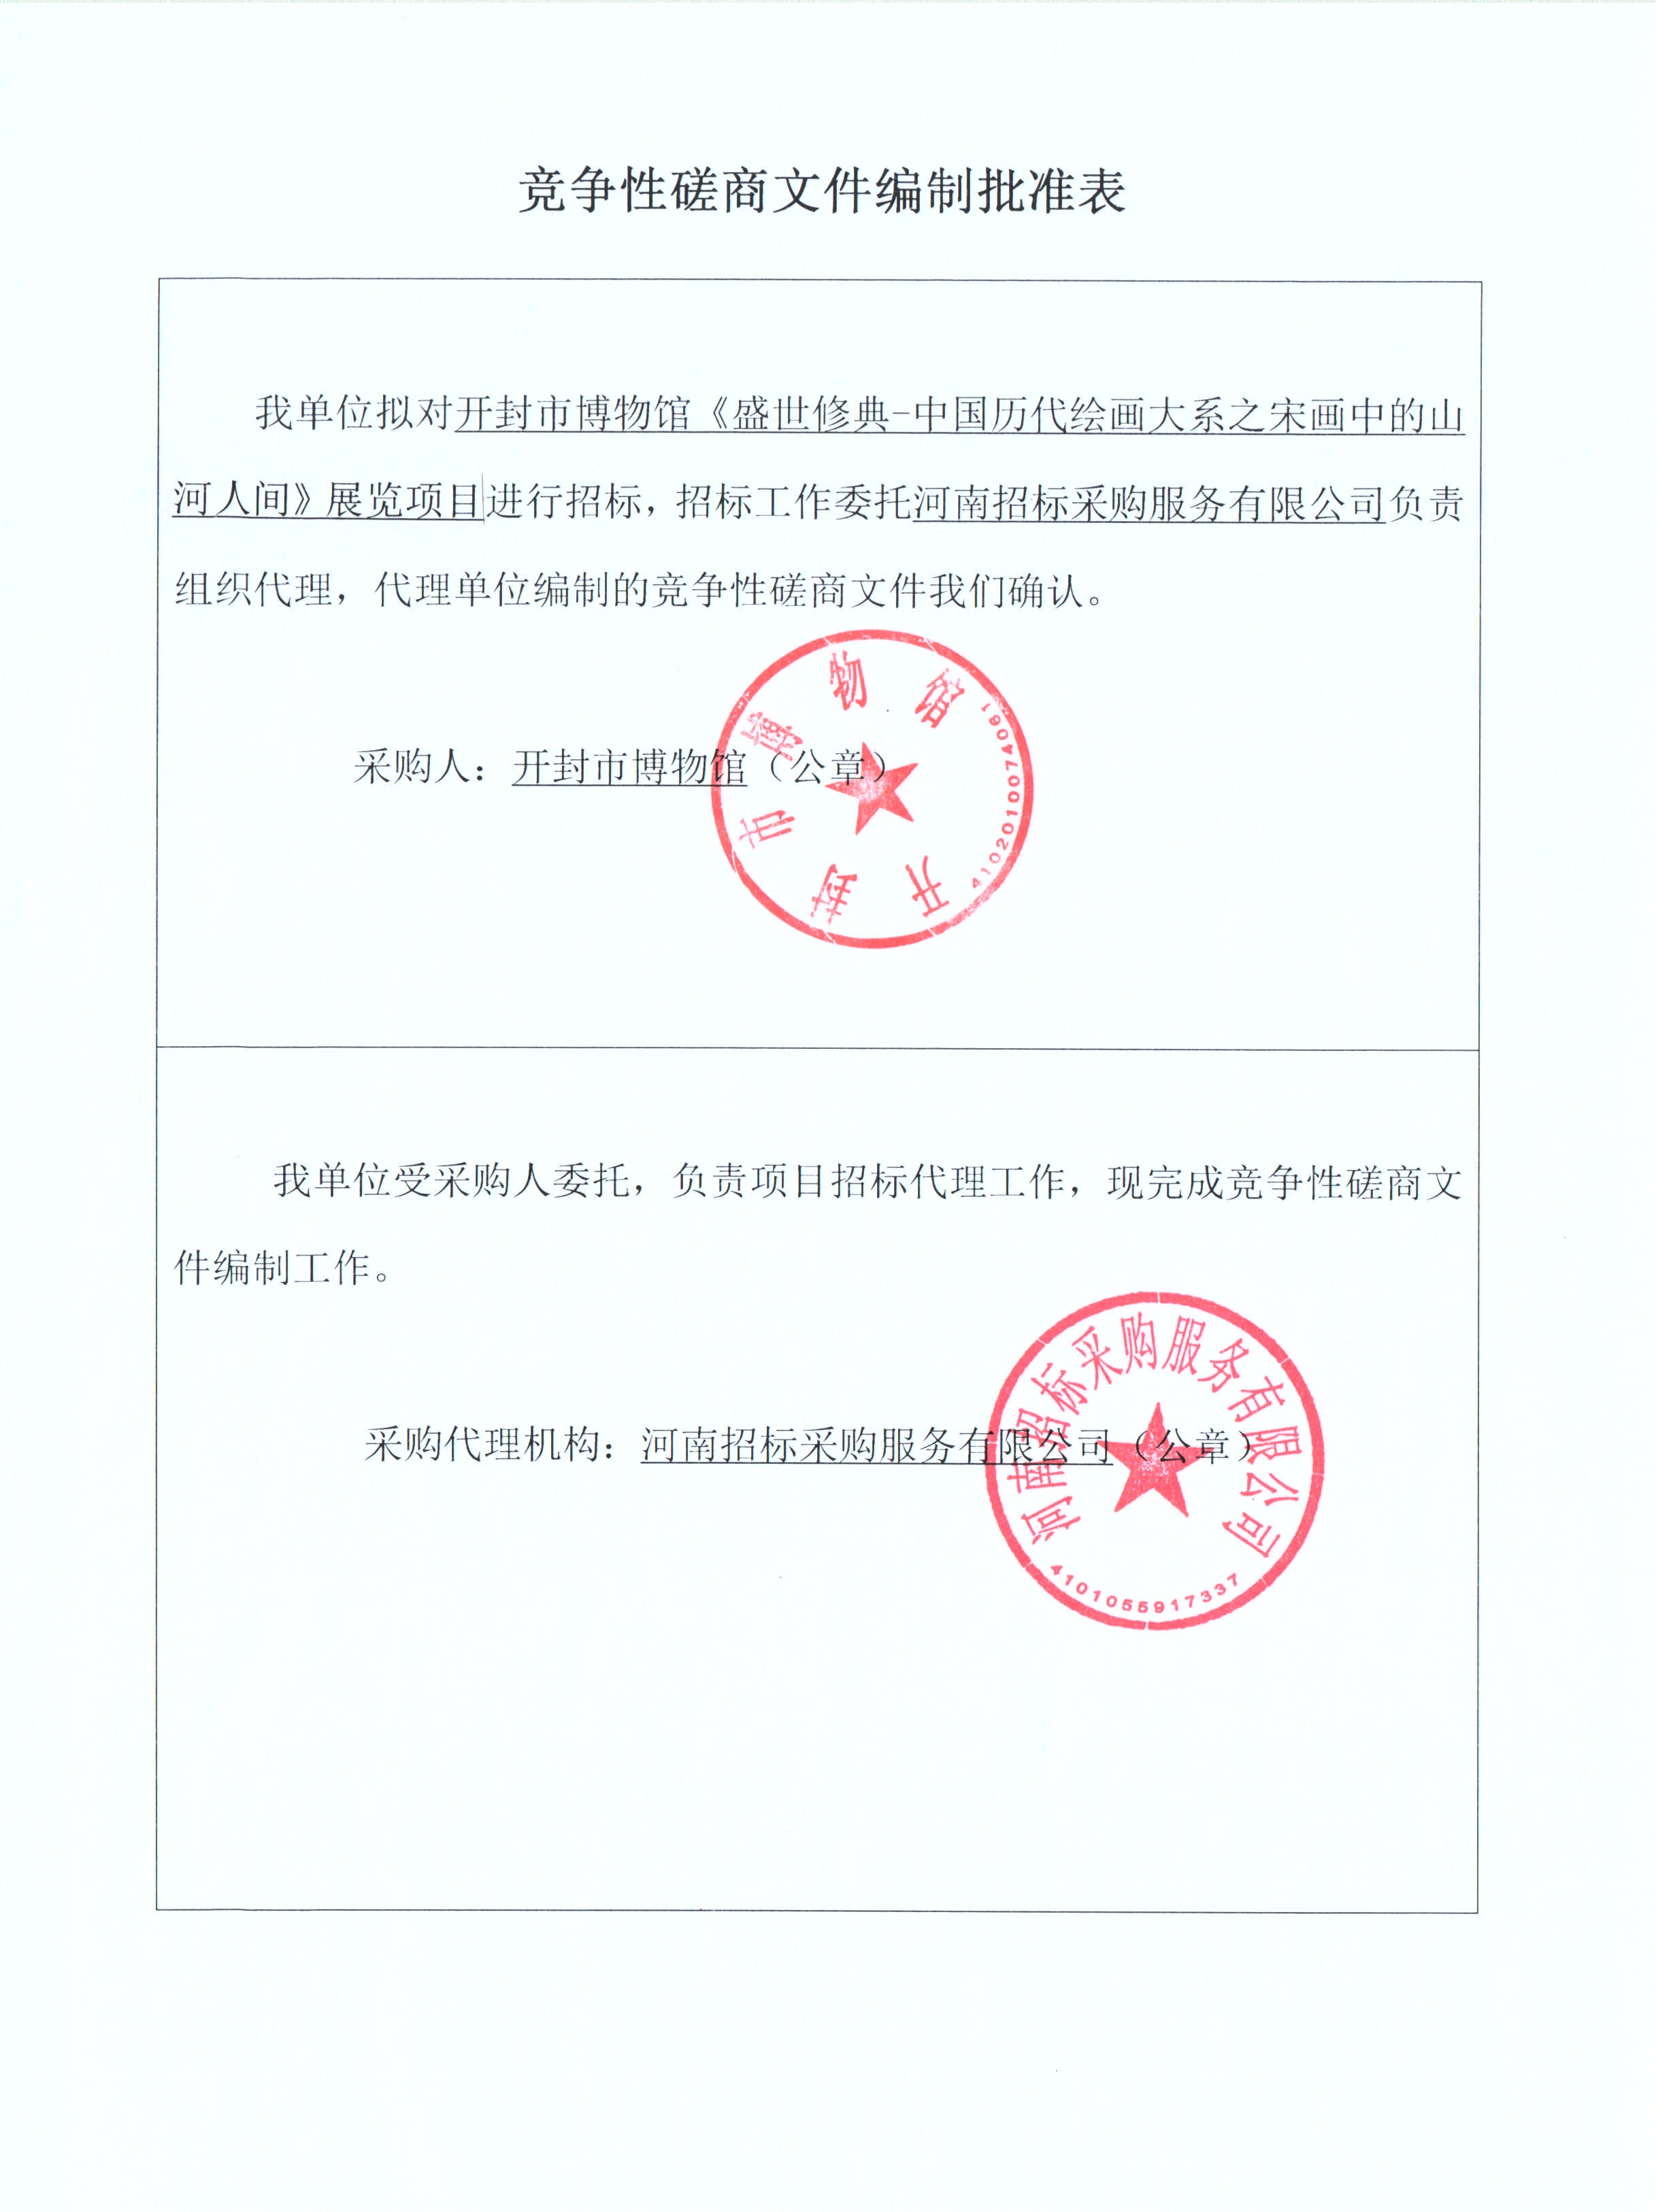 竞争性磋商文件编制批准表
我单位拟对开封市博物馆《盛世修典-中国历代绘画大系之宋画中的山
河人间》展览项目进行招标，招标工作委托河南招标采购服务有限公司负责
组织代理，代理单位编制的竞争性磋商文件我们确认。
采购人：开封市博物馆（公章）
开封市博物馆
4102010074061
我单位受采购人委托，负责项目招标代理工作，现完成竞争性磋商文
件编制工作。
采购代理机构：河南招标采购服务有限公司（公章）
河南招标采购服务有限公司
4101055917337